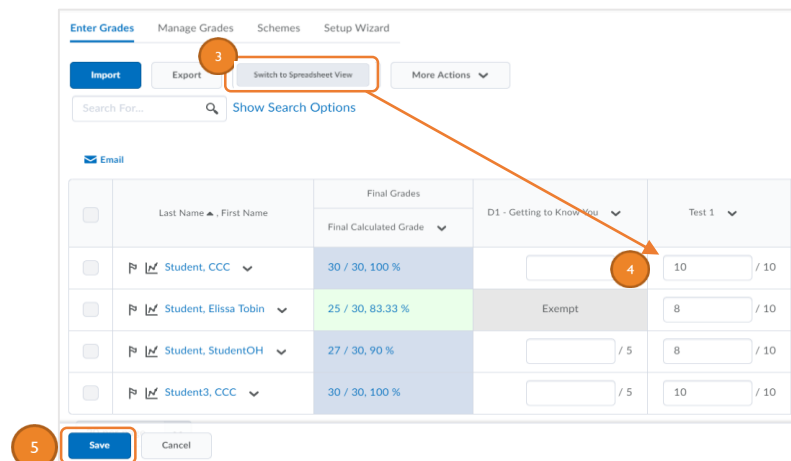 Enter Grades Manage Grades Schemes Setup Wizard
3
Import Export Switch to Spreadsheet View More Actions
Search For... Show Search Options
Email
Last Name , First Name Final Grades D1 - Getting to Know You Test 1
Final Calculated Grade
Student, CCC 30 / 30, 100 % 4 10 / 10
Student, Elissa Tobin 25 / 30, 83.33 % Exempt 8 / 10
Student, StudentOH 27 / 30, 90 % / 5 8 / 10
Student3, CCC 30 / 30, 100 % / 5 10 / 10
5 Save Cancel